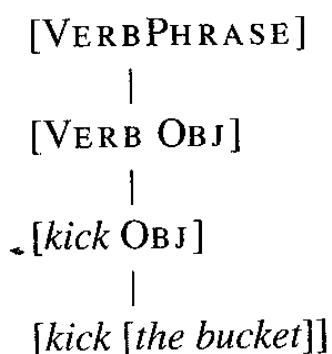 [VERBPHRASE]
[VERB OBJ]
[kick OBJ]
[kick [the bucket]]